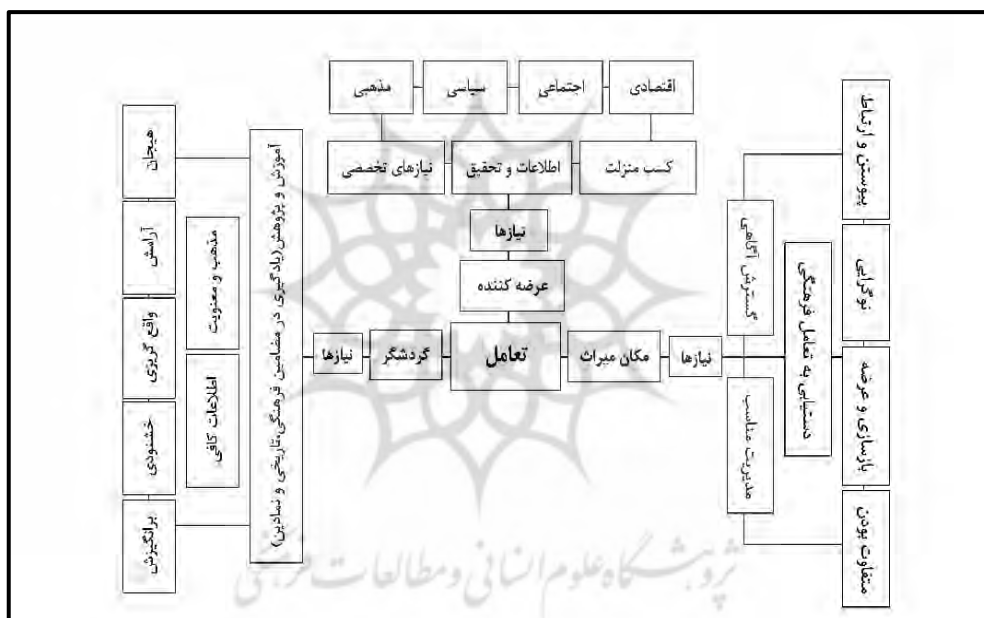 اقتصادی
اجتماعی
سیاسی
مذهبی
کسب منزلت
اطلاعات و تحقیق
نیازهای تخصصی
نیازها
عرضه کننده
تعامل
مکان میراث
نیازها
گسترش آگاهی
مدیریت مناسب
دستیابی به تعامل فرهنگی
پیوستن و ارتباط
نوگرایی
بازسازی و عرضه
متفاوت بودن
گردشگر
نیازها
آموزش و پژوهش(یادگیری در مضامین فرهنگی،تاریخی و نمادین)
مذهب و معنویت
اطلاعات کافی
هیجان
آرامش
واقع گریزی
خشنودی
برانگیزش
پژوهشگاه علوم انسانی و مطالعات فرهنگی